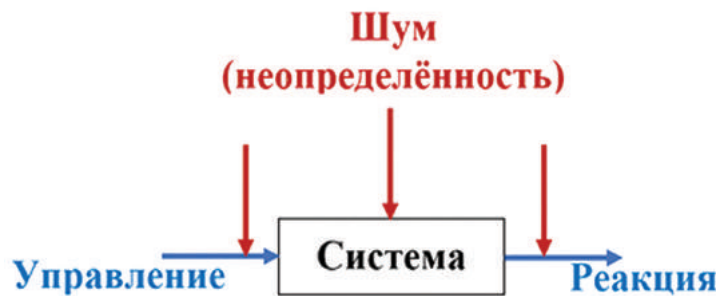 Шум
(неопределённость)
Система
Управление
Реакция